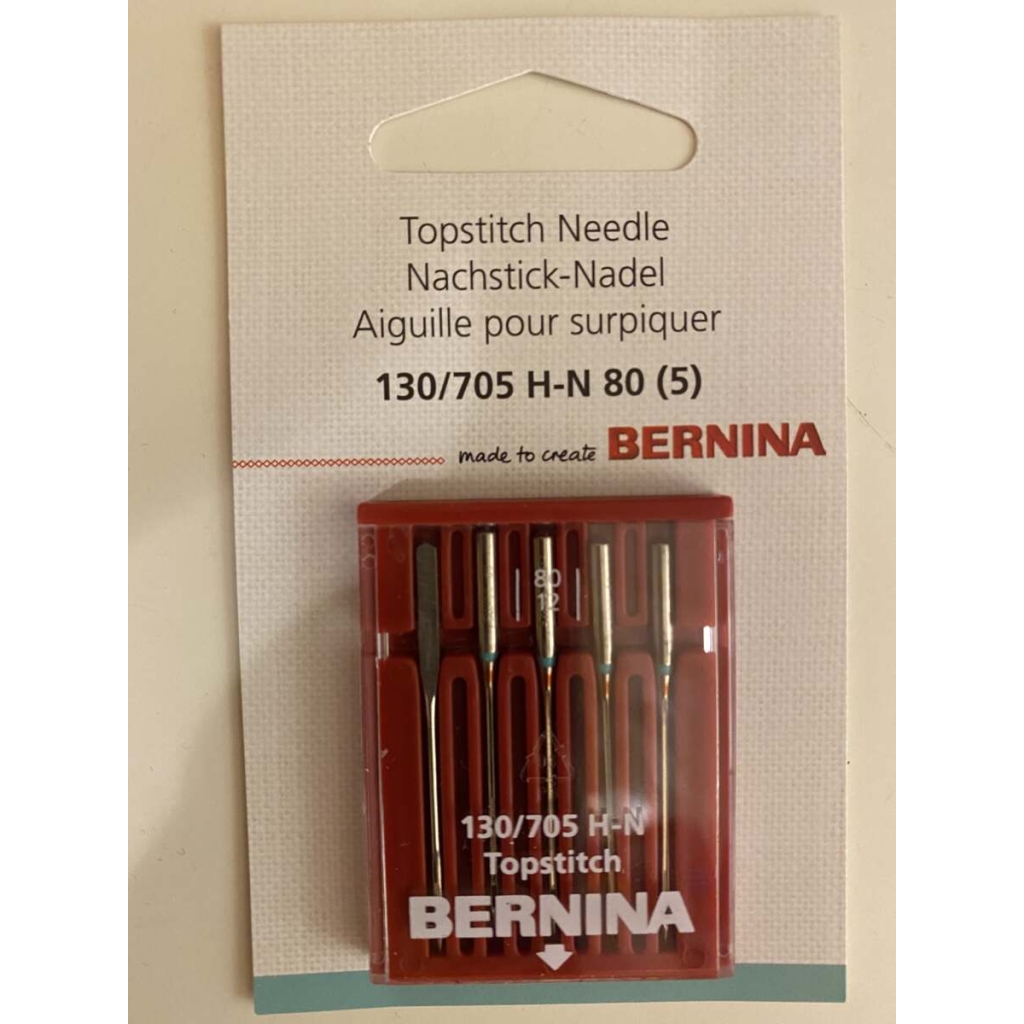 Topstitch Needle
Nachstick-Nadel
Aiguille pour surpiquer
130/705 H-N 80 (5)
made to create BERNINA
80
12
130/705 H-N
Topstitch
BERNINA